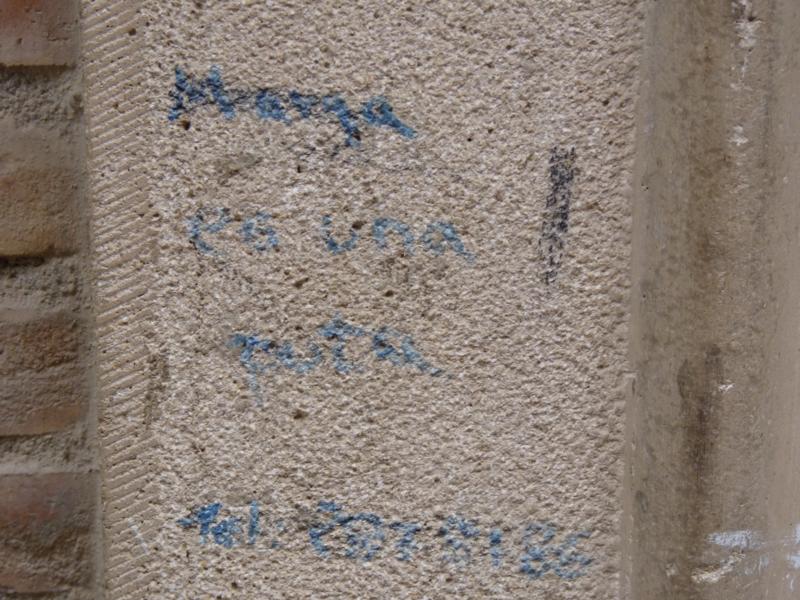 Marga
es una
puta
Tel: